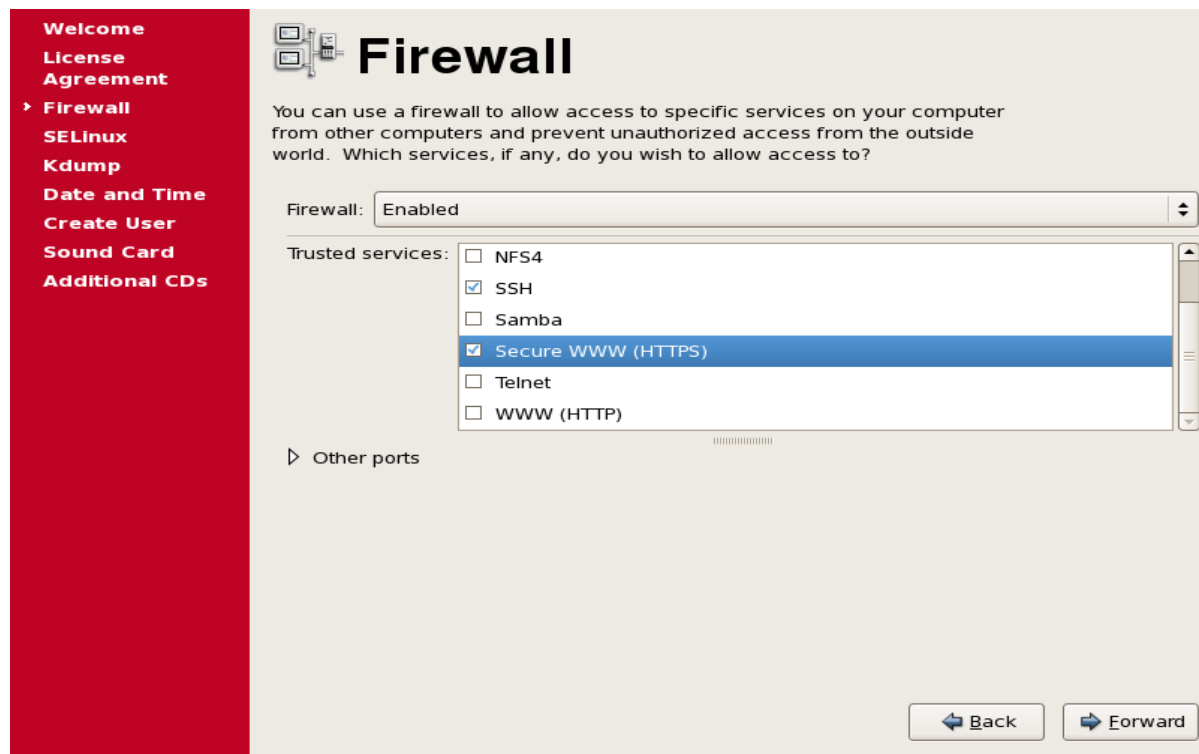 Welcome
License
Agreement
Firewall
SELinux
Kdump
Date and Time
Create User
Sound Card
Additional CDs
Firewall
You can use a firewall to allow access to specific services on your computer
from other computers and prevent unauthorized access from the outside
world.  Which services, if any, do you wish to allow access to?
Firewall: Enabled
Trusted services:
NFS4
SSH
Samba
Secure WWW (HTTPS)
Telnet
WWW (HTTP)
Other ports
Back
Forward